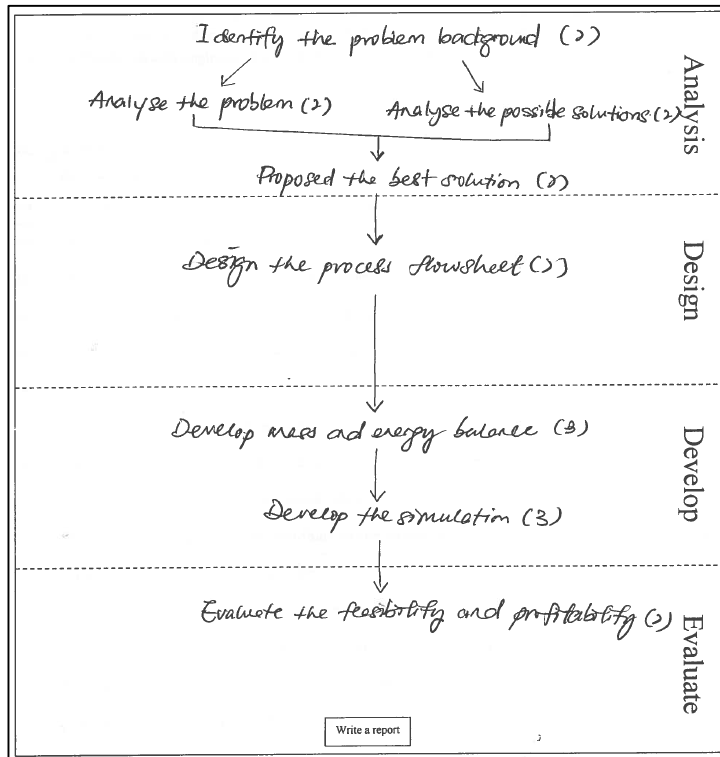 Identify the problem background (2)
Analyse the problem (2)
Analyse the possible solutions (2)
Proposed the best solution (2)
Analysis
Design the process flowsheet (2)
Design
Develop mass and energy balance (3)
Develop the simulation (3)
Develop
Evaluate the feasibility and profitability (2)
Evaluate
Write a report